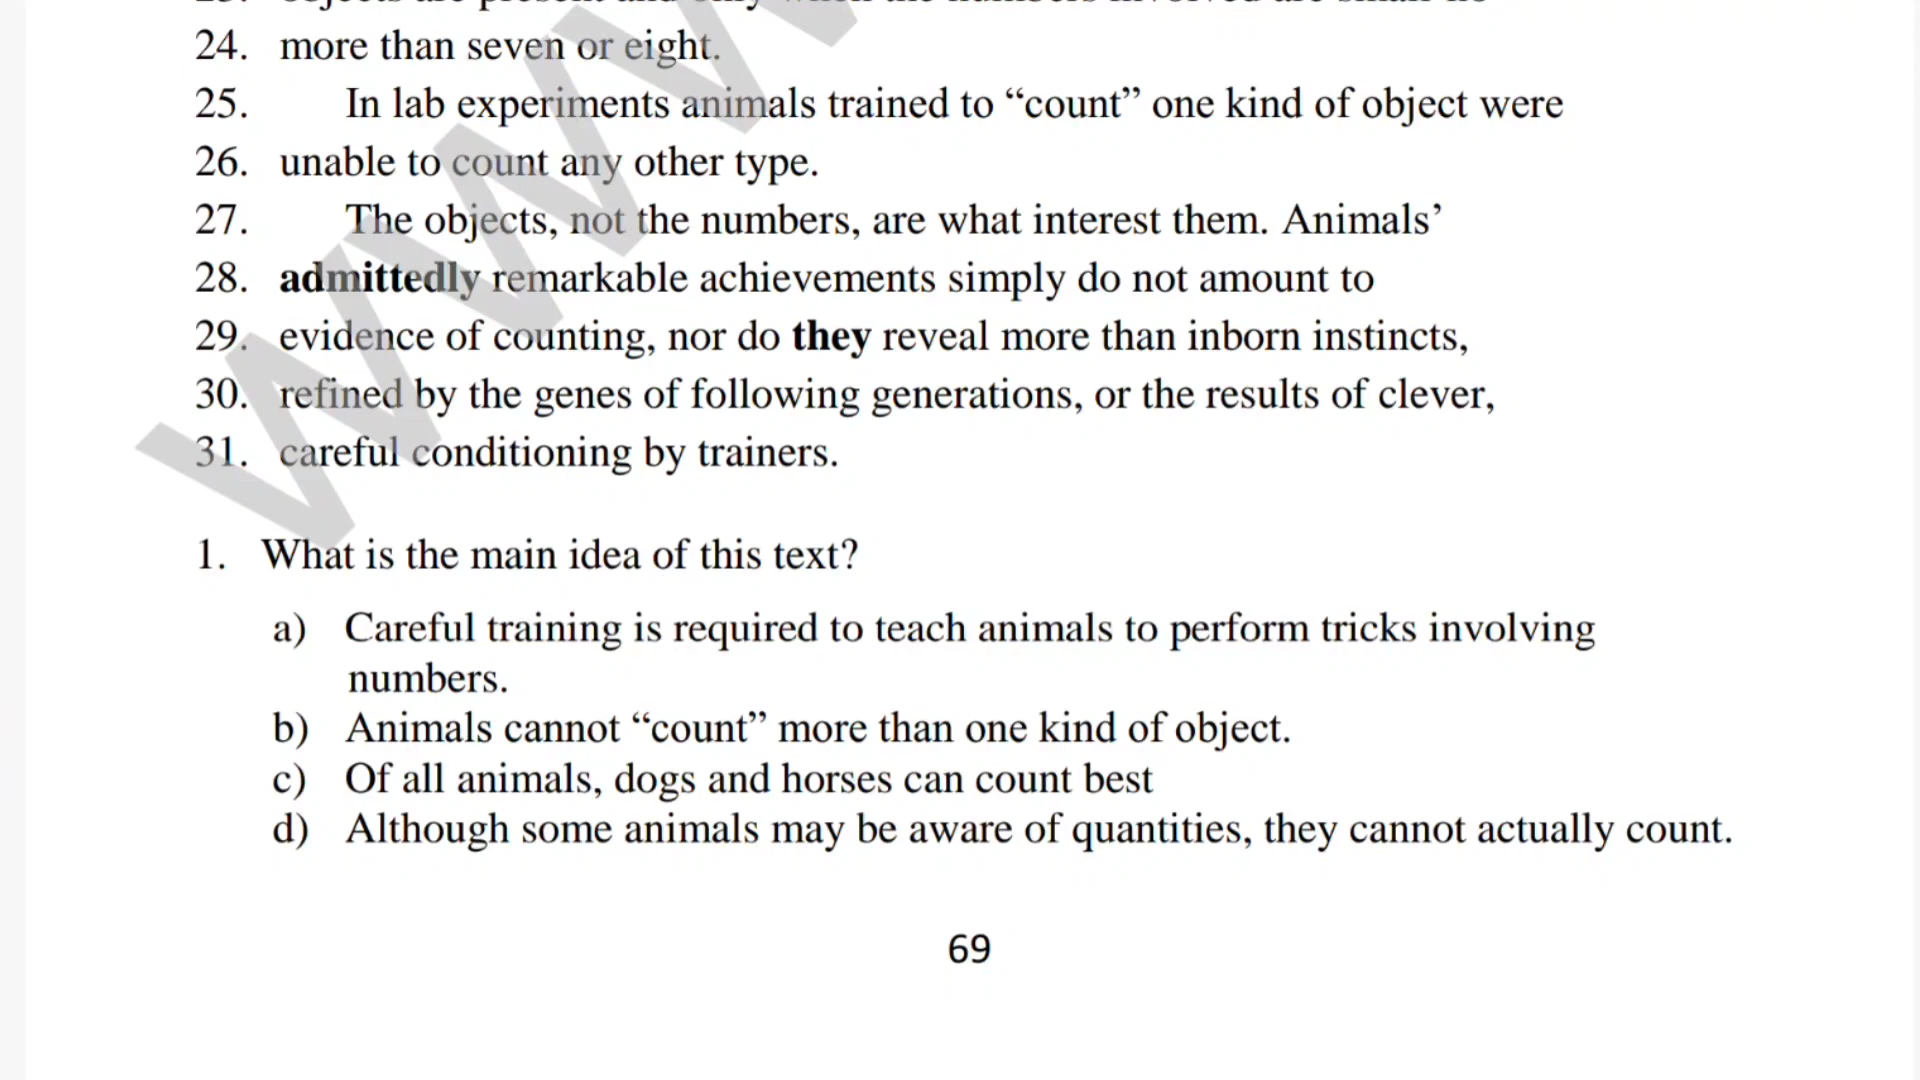 24. more than seven or eight.
25. In lab experiments animals trained to “count” one kind of object were
26. unable to count any other type.
27. The objects, not the numbers, are what interest them. Animals’
28. admittedly remarkable achievements simply do not amount to
29. evidence of counting, nor do they reveal more than inborn instincts,
30. refined by the genes of following generations, or the results of clever,
31. careful conditioning by trainers.
1. What is the main idea of this text?
a) Careful training is required to teach animals to perform tricks involving
numbers.
b) Animals cannot “count” more than one kind of object.
c) Of all animals, dogs and horses can count best
d) Although some animals may be aware of quantities, they cannot actually count.
69